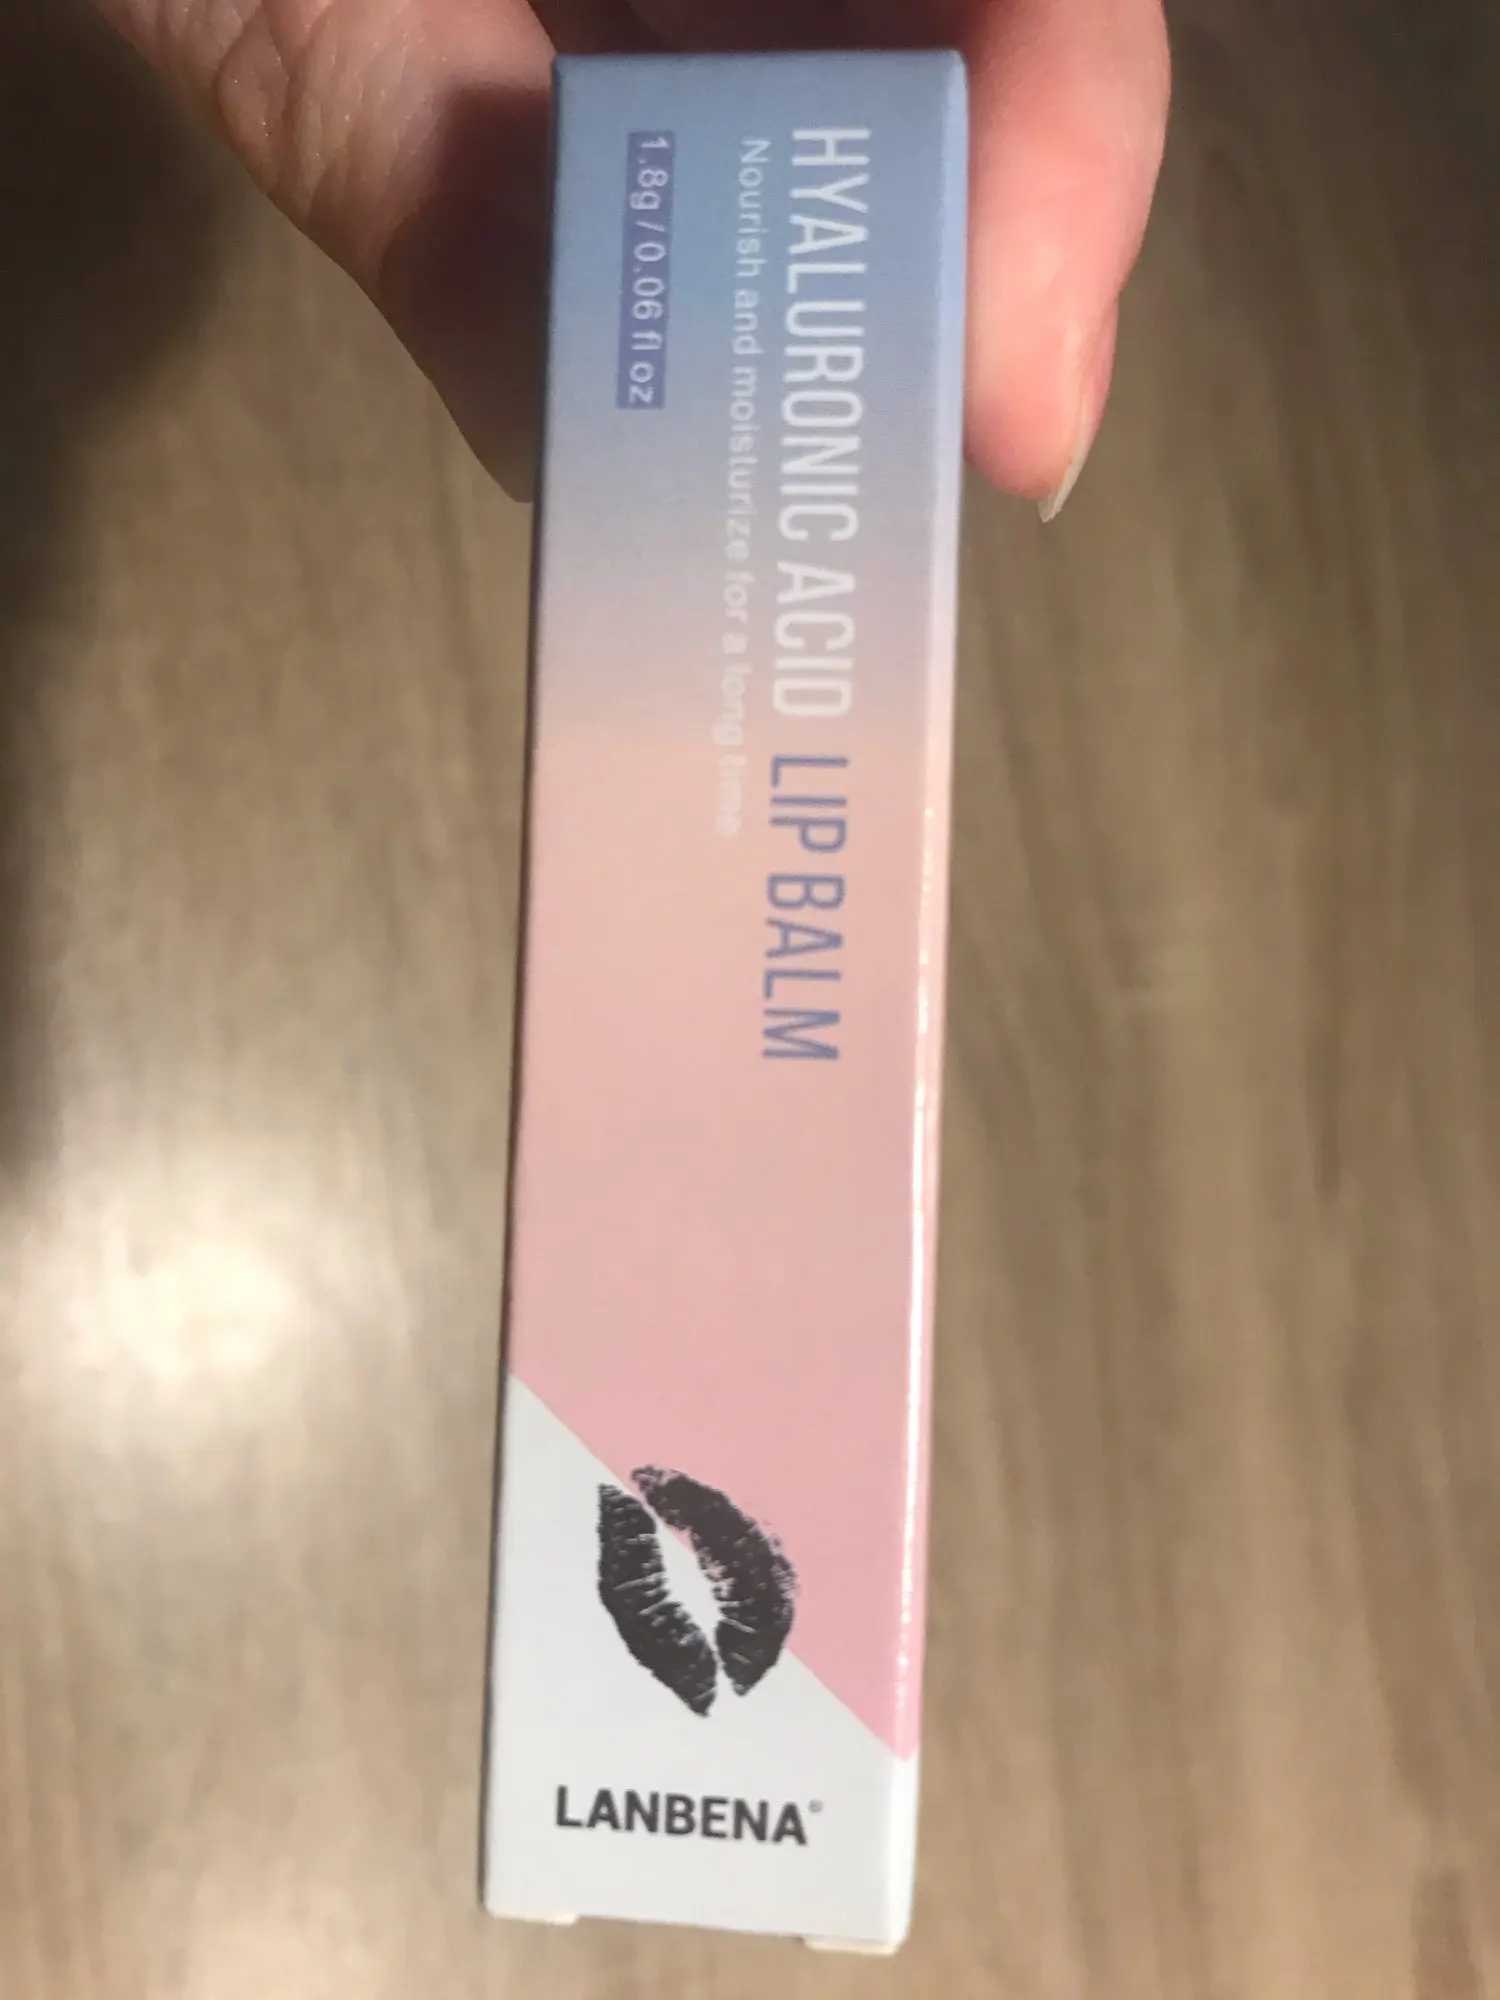 HYALURONIC ACID LIP BALM
Nourish and moisturize for a long time
1.8g / 0.06 fl oz
LANBENA®